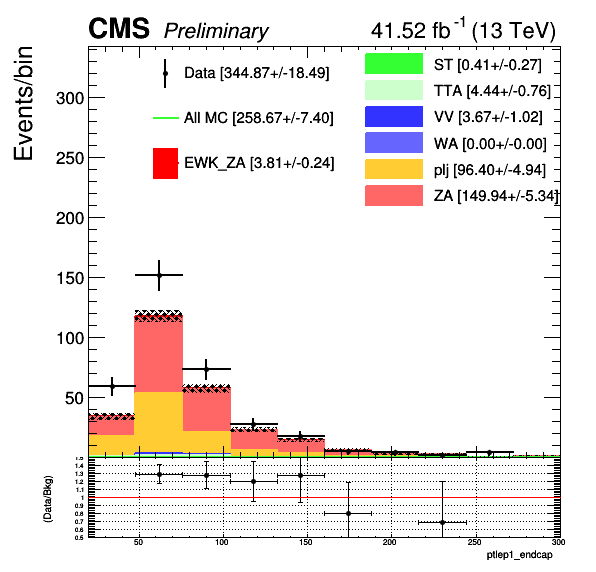 CMS Preliminary 41.52 fb⁻¹ (13 TeV)
Events/bin
Data [344.87+/-18.49]
All MC [258.67+/-7.40]
EWK_ZA [3.81+/-0.24]
ST [0.41+/-0.27]
TTA [4.44+/-0.76]
VV [3.67+/-1.02]
WA [0.00+/-0.00]
plj [96.40+/-4.94]
ZA [149.94+/-5.34]
300
250
200
150
100
50
(Data/Bkg)
1.5
1.4
1.3
1.2
1.1
1
0.9
0.8
0.7
0.6
0.5
50 100 150 200 250 300
ptlep1_endcap